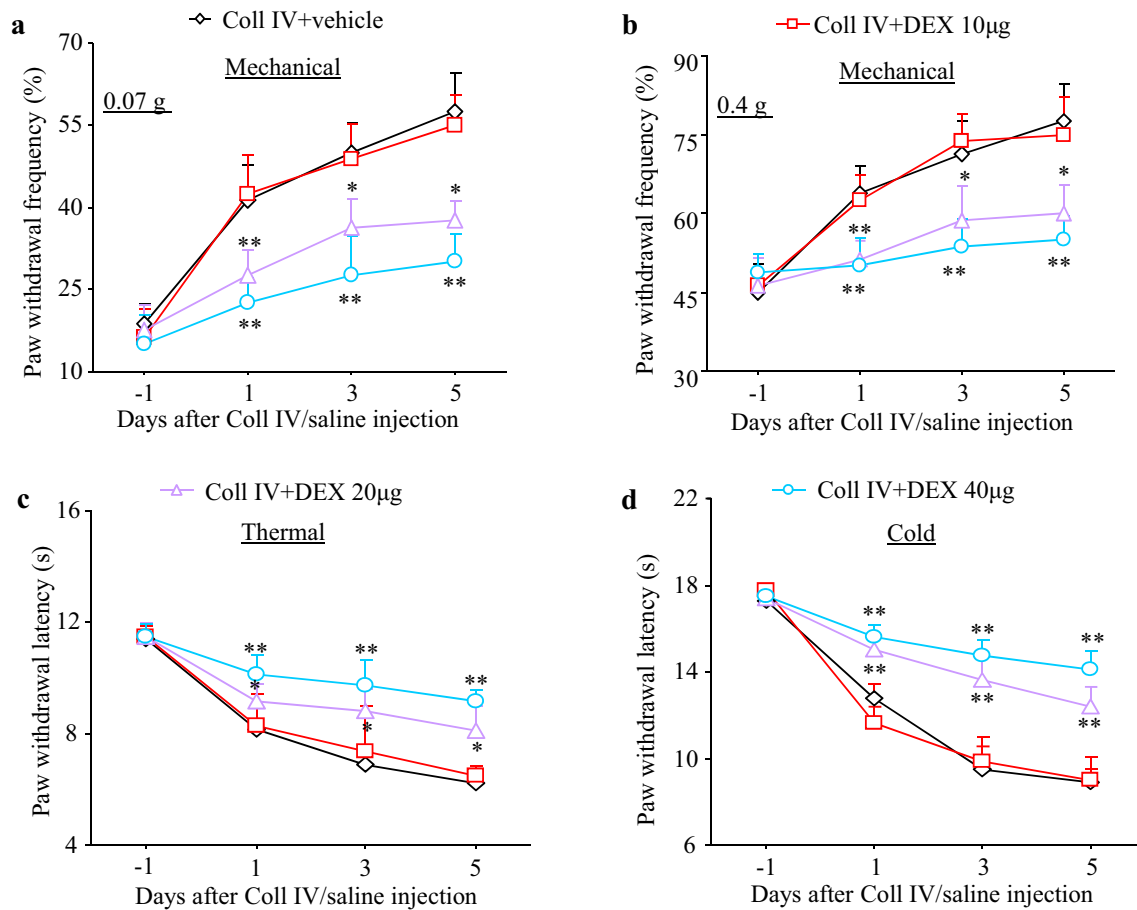 a
Coll IV+vehicle
70
55
40
25
10
Paw withdrawal frequency (%)
Mechanical
0.07 g
**
*
*
**
**
**
-1 1 3 5
Days after Coll IV/saline injection
b
Coll IV+DEX 10μg
90
75
60
45
30
Paw withdrawal frequency (%)
Mechanical
0.4 g
**
*
*
**
**
**
-1 1 3 5
Days after Coll IV/saline injection
c
Coll IV+DEX 20μg
16
12
8
4
Paw withdrawal latency (s)
Thermal
**
**
**
*
*
*
-1 1 3 5
Days after Coll IV/saline injection
d
Coll IV+DEX 40μg
22
18
14
10
6
Paw withdrawal latency (s)
Cold
**
**
**
**
**
**
-1 1 3 5
Days after Coll IV/saline injection